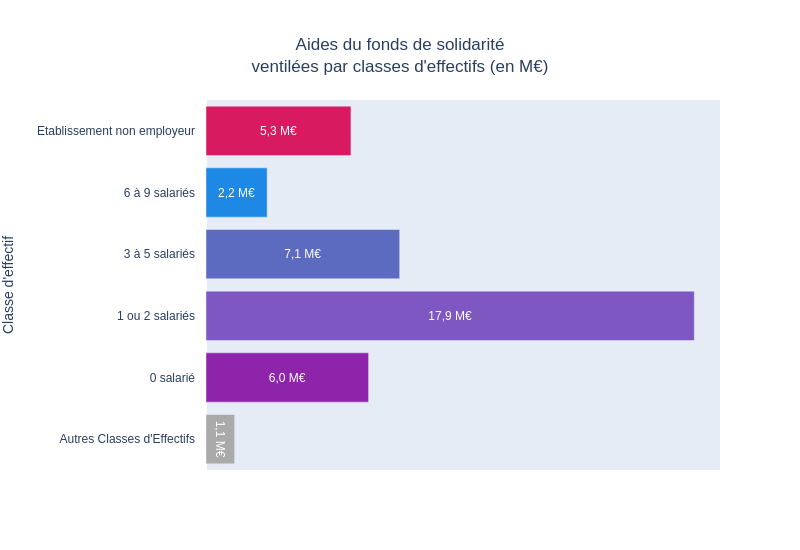 Aides du fonds de solidarité
ventilées par classes d'effectifs (en M€)
Classe d'effectif
Etablissement non employeur
5,3 M€
6 à 9 salariés
2,2 M€
3 à 5 salariés
7,1 M€
1 ou 2 salariés
17,9 M€
0 salarié
6,0 M€
Autres Classes d'Effectifs
1,1 M€